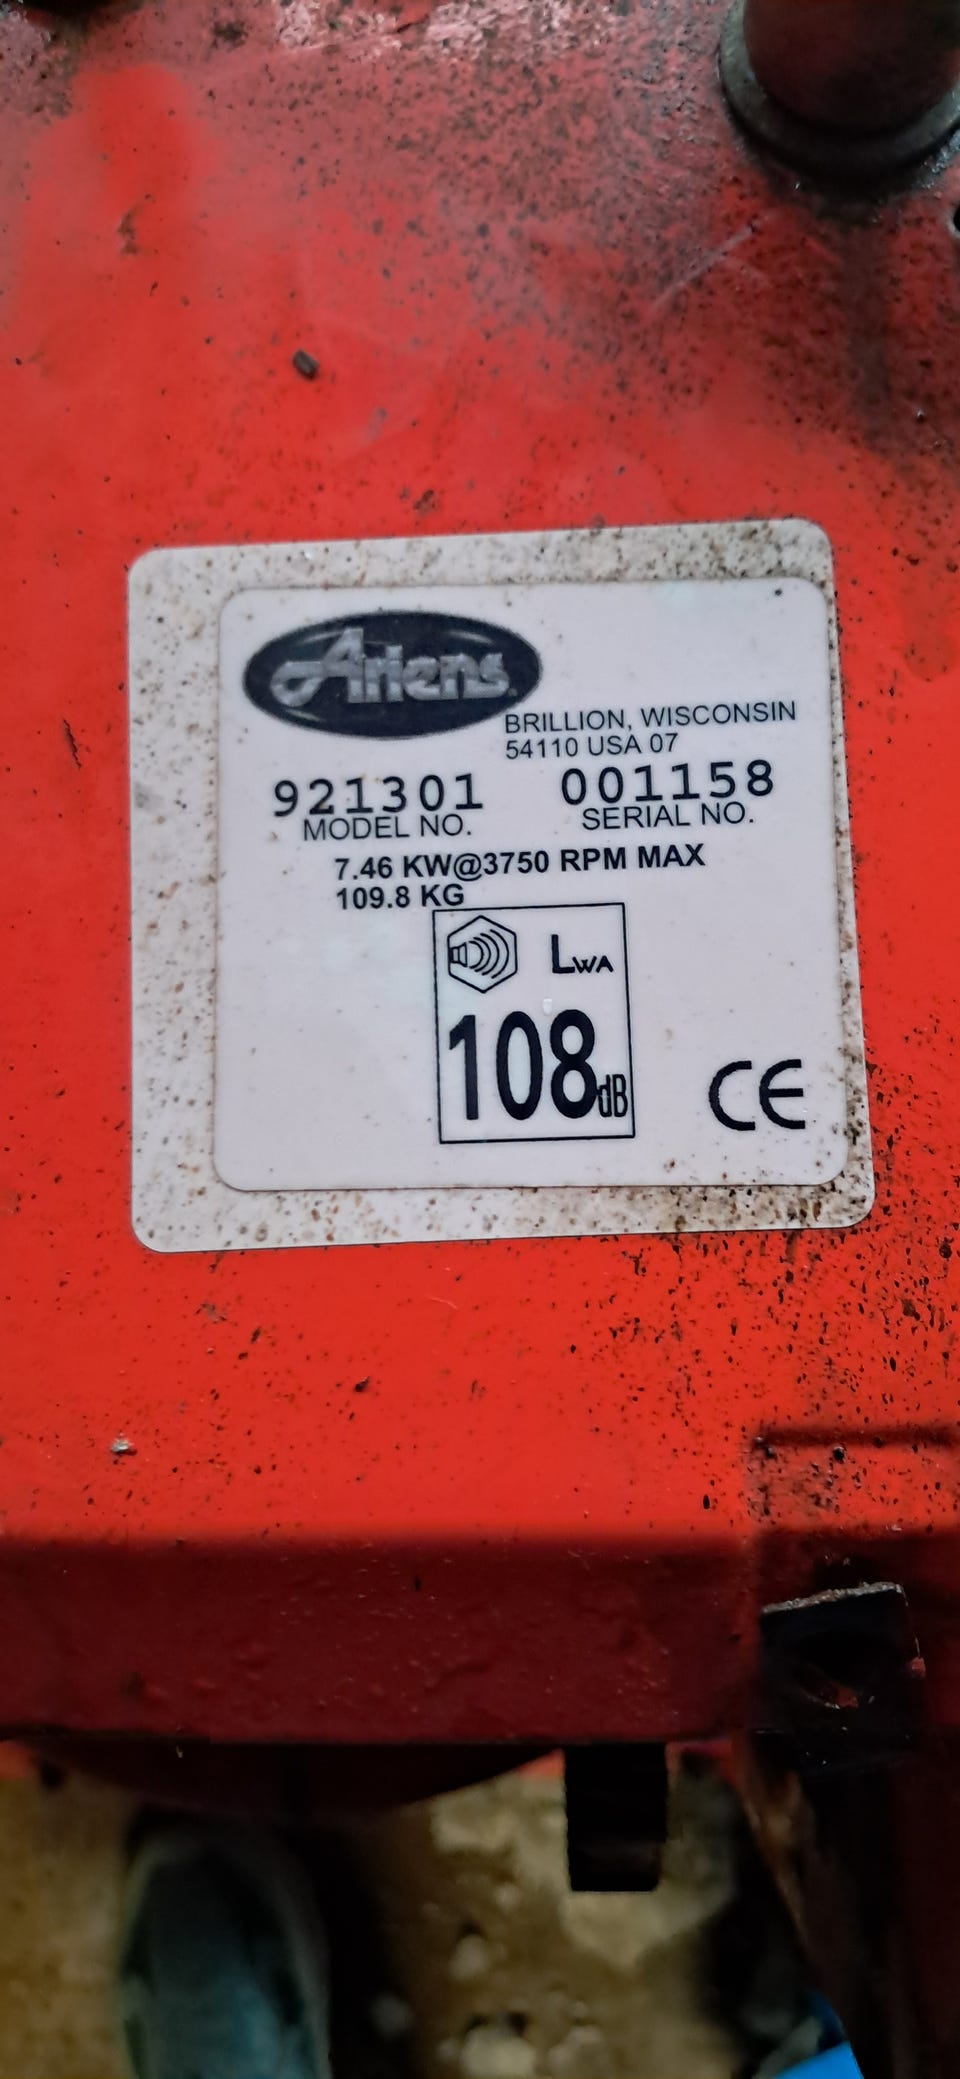 Ariens
BRILLION, WISCONSIN
54110 USA 07
921301 001158
MODEL NO. SERIAL NO.
7.46 KW@3750 RPM MAX
109.8 KG
LWA
108dB
CE